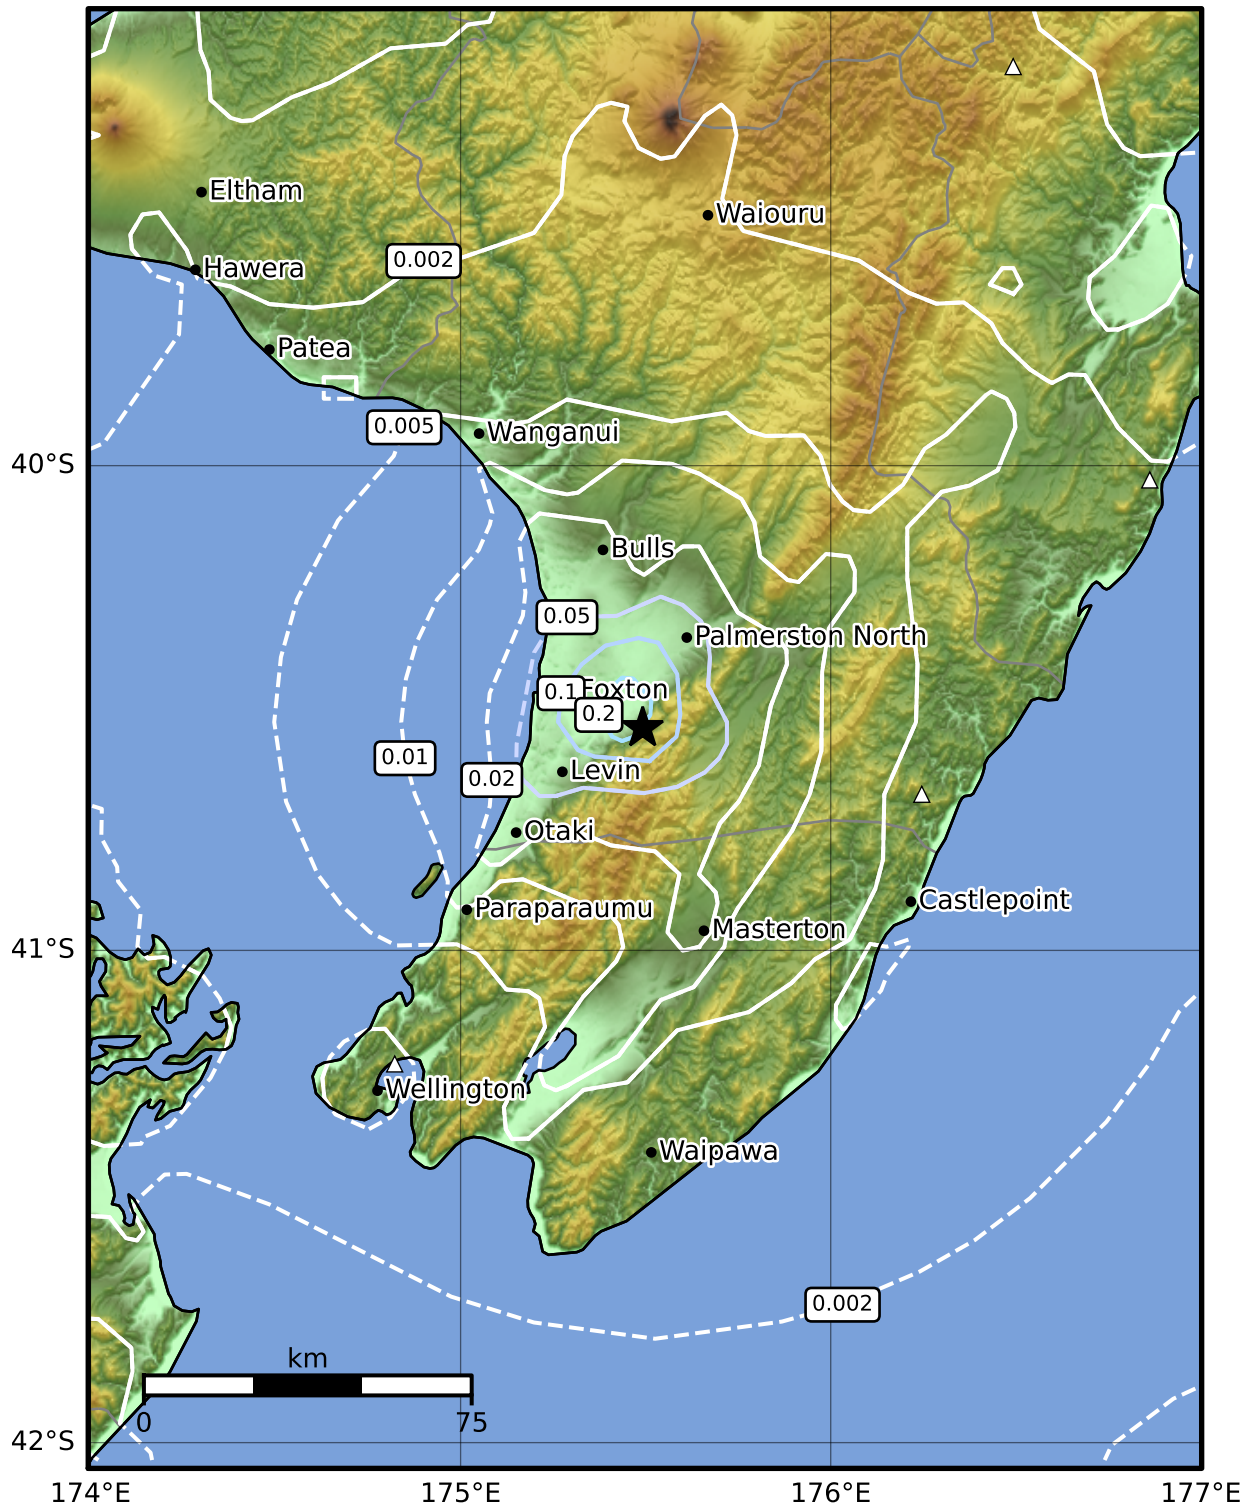 Eltham
Waiouru
0.002
Hawera
Patea
0.005
Wanganui
40°S
Bulls
0.05
Palmerston North
Foxton
0.1
0.2
0.01
Levin
0.02
Otaki
Castlepoint
Paraparaumu
Masterton
41°S
Wellington
Waipawa
0.002
km
0 75
42°S
174°E 175°E 176°E 177°E